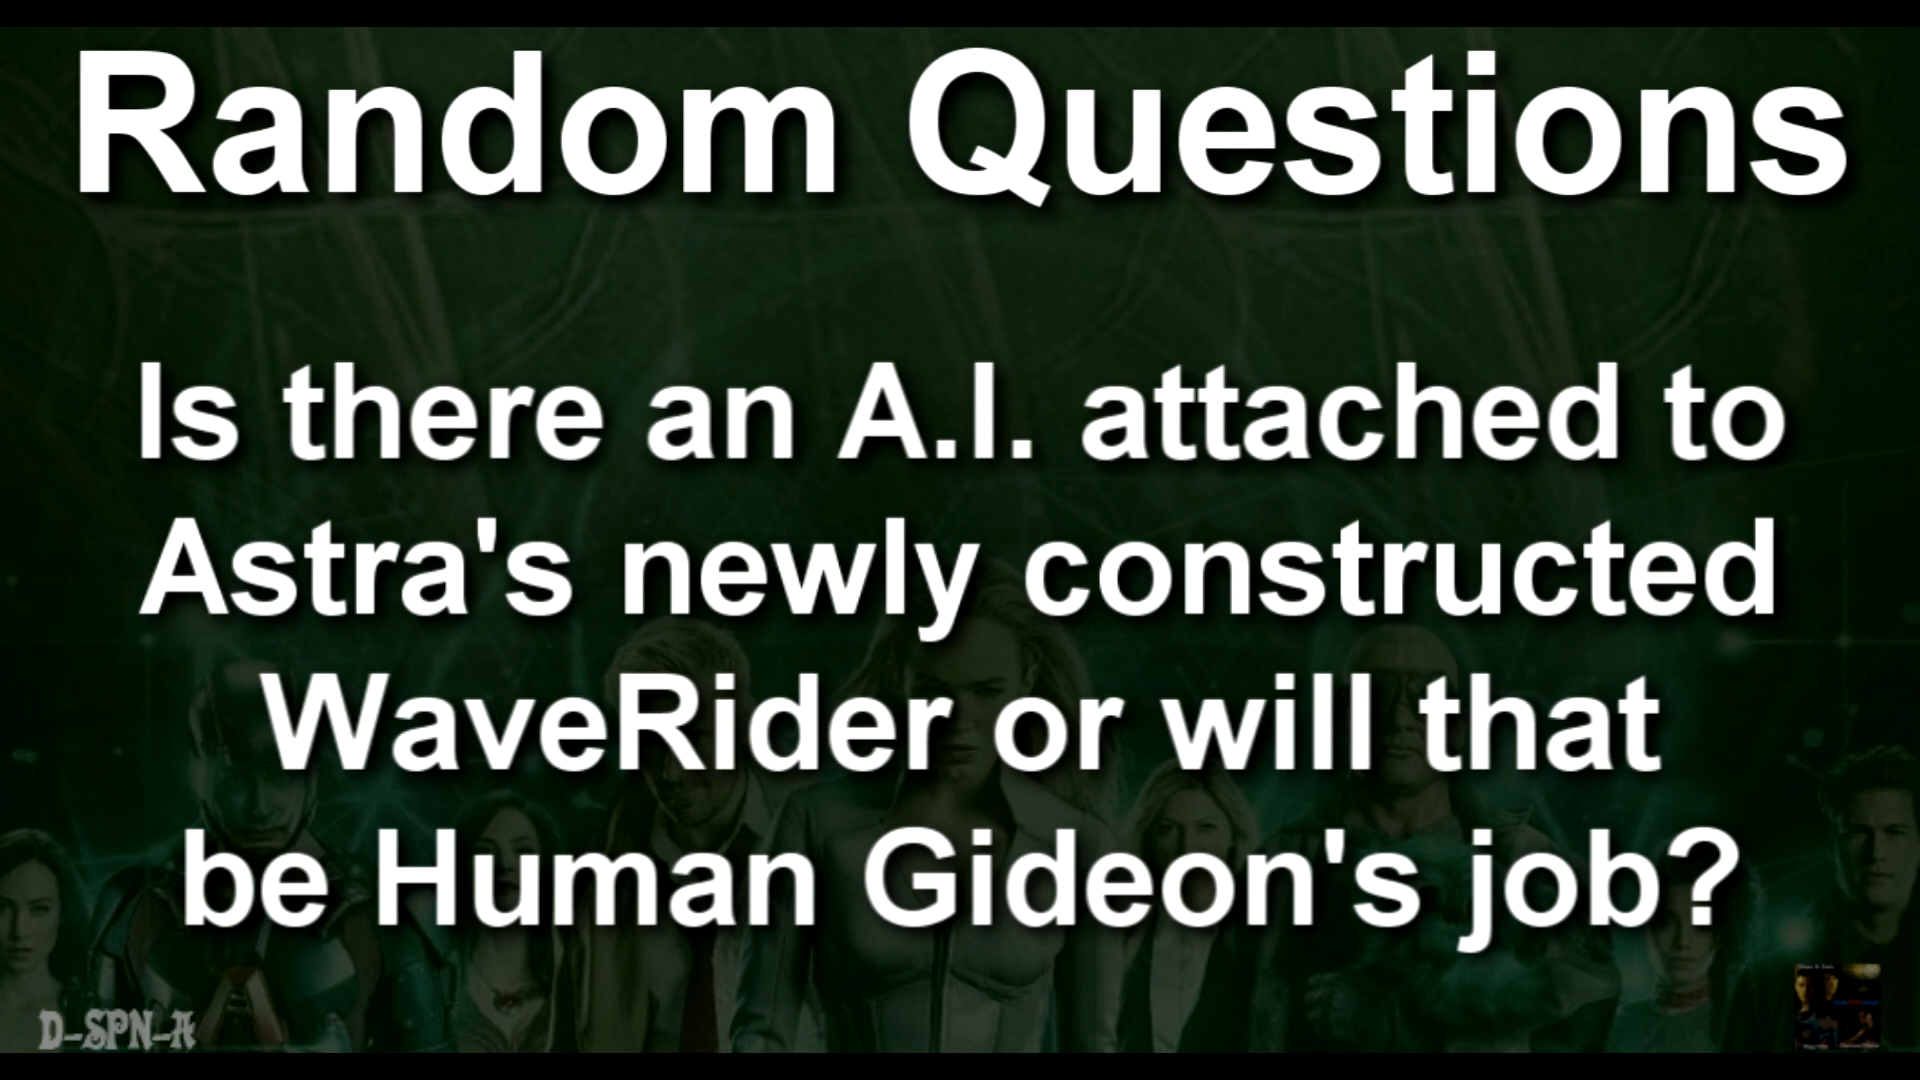 Random Questions
Is there an A.I. attached to
Astra's newly constructed
WaveRider or will that
be Human Gideon's job?
D-SPN-A